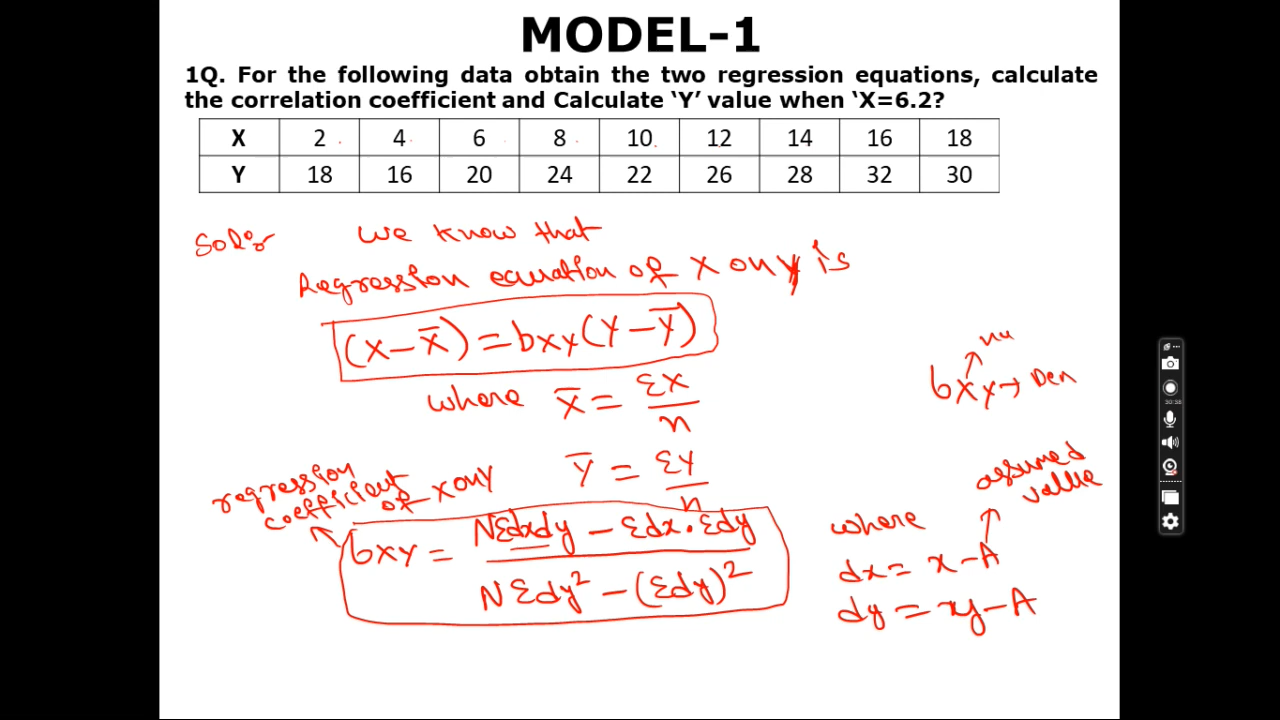 MODEL-1
1Q. For the following data obtain the two regression equations, calculate
the correlation coefficient and Calculate ‘Y’ value when ‘X=6.2?
X 2 4 6 8 10 12 14 16 18
Y 18 16 20 24 22 26 28 32 30
Sol:- We know that
Regression equation of X on Y is
(X-X̅) = bxy(Y-Y̅)
where X̅ = ΣX/n
Y̅ = ΣY/n
regression
coefficient
of X on Y
bxy = NΣdxdy - Σdx.Σdy / NΣdy² - (Σdy)²
nu
bxy → Den
assumed
value
where
dx = x-A
dy = y-A
30:38